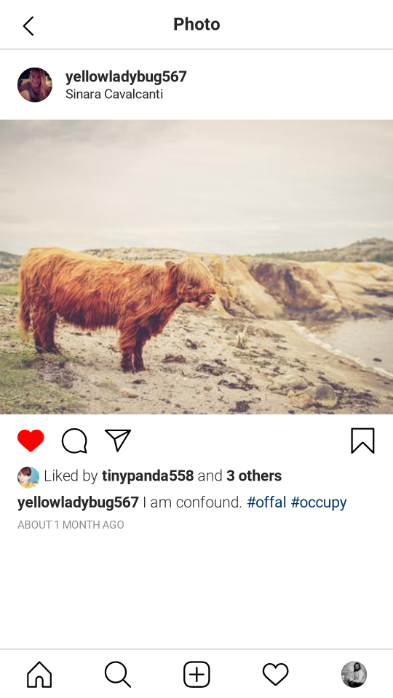 Photo
yellowladybug567
Sinara Cavalcanti
Liked by tinypanda558 and 3 others
yellowladybug567 I am confound. #offal #occupy
ABOUT 1 MONTH AGO